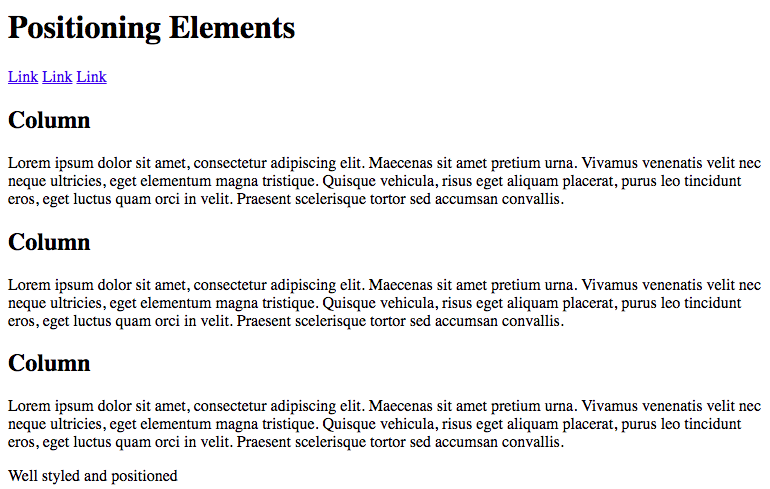 Positioning Elements
Link Link Link
Column
Lorem ipsum dolor sit amet, consectetur adipiscing elit. Maecenas sit amet pretium urna. Vivamus venenatis velit nec
neque ultricies, eget elementum magna tristique. Quisque vehicula, risus eget aliquam placerat, purus leo tincidunt
eros, eget luctus quam orci in velit. Praesent scelerisque tortor sed accumsan convallis.
Column
Lorem ipsum dolor sit amet, consectetur adipiscing elit. Maecenas sit amet pretium urna. Vivamus venenatis velit nec
neque ultricies, eget elementum magna tristique. Quisque vehicula, risus eget aliquam placerat, purus leo tincidunt
eros, eget luctus quam orci in velit. Praesent scelerisque tortor sed accumsan convallis.
Column
Lorem ipsum dolor sit amet, consectetur adipiscing elit. Maecenas sit amet pretium urna. Vivamus venenatis velit nec
neque ultricies, eget elementum magna tristique. Quisque vehicula, risus eget aliquam placerat, purus leo tincidunt
eros, eget luctus quam orci in velit. Praesent scelerisque tortor sed accumsan convallis.
Well styled and positioned